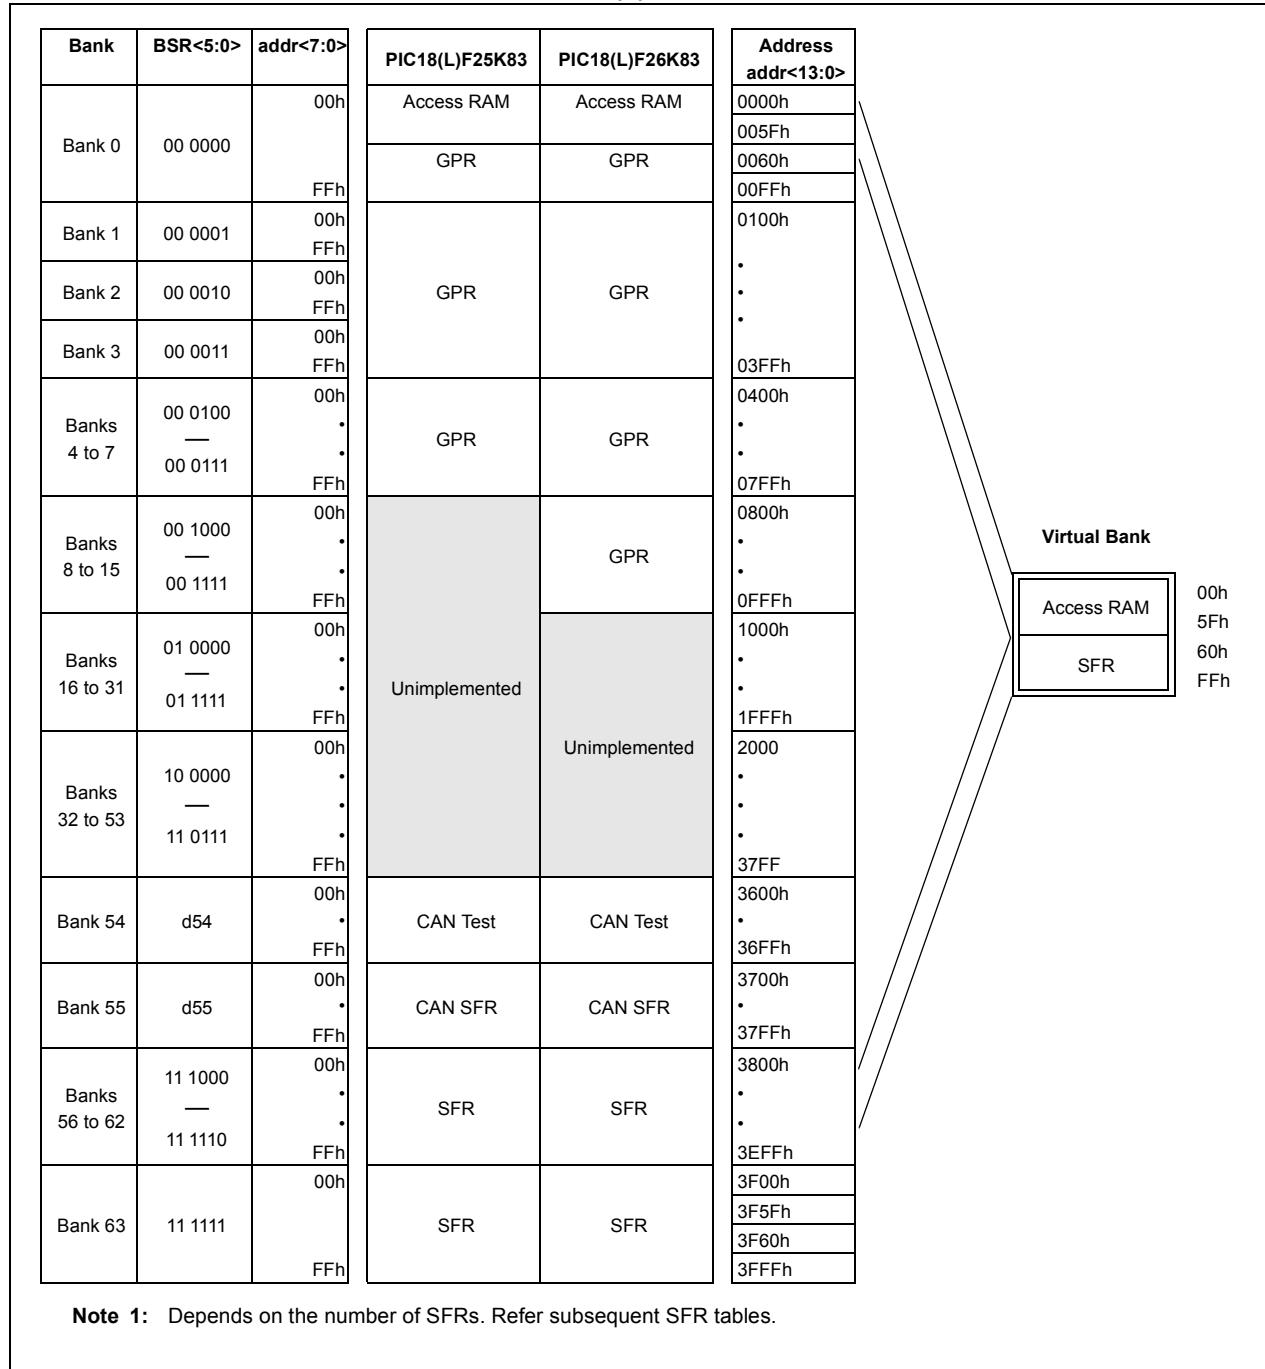 Bank BSR<5:0> addr<7:0> PIC18(L)F25K83 PIC18(L)F26K83 Address
addr<13:0>
00h Access RAM Access RAM 0000h
005Fh
Bank 0 00 0000 GPR GPR 0060h
FFh 00FFh
00h 0100h
Bank 1 00 0001
FFh
•
00h
Bank 2 00 0010 GPR GPR •
FFh
•
00h
Bank 3 00 0011
FFh 03FFh
00h 0400h
00 0100
Banks • •
— GPR GPR
4 to 7 • •
00 0111
FFh 07FFh
00h 0800h
00 1000
Banks • •
— GPR
8 to 15 • •
00 1111
FFh 0FFFh
00h 1000h
01 0000
Banks • •
—
16 to 31 • Unimplemented •
01 1111
FFh 1FFFh
00h Unimplemented 2000
10 0000 • •
Banks
— • •
32 to 53
11 0111 • •
FFh 37FF
00h 3600h
Bank 54 d54 • CAN Test CAN Test •
FFh 36FFh
00h 3700h
Bank 55 d55 • CAN SFR CAN SFR •
FFh 37FFh
00h 3800h
11 1000
Banks • •
— SFR SFR
56 to 62 • •
11 1110
FFh 3EFFh
00h 3F00h
3F5Fh
Bank 63 11 1111 SFR SFR
3F60h
FFh 3FFFh
Virtual Bank
Access RAM 00h
5Fh
SFR 60h
FFh
Note 1: Depends on the number of SFRs. Refer subsequent SFR tables.